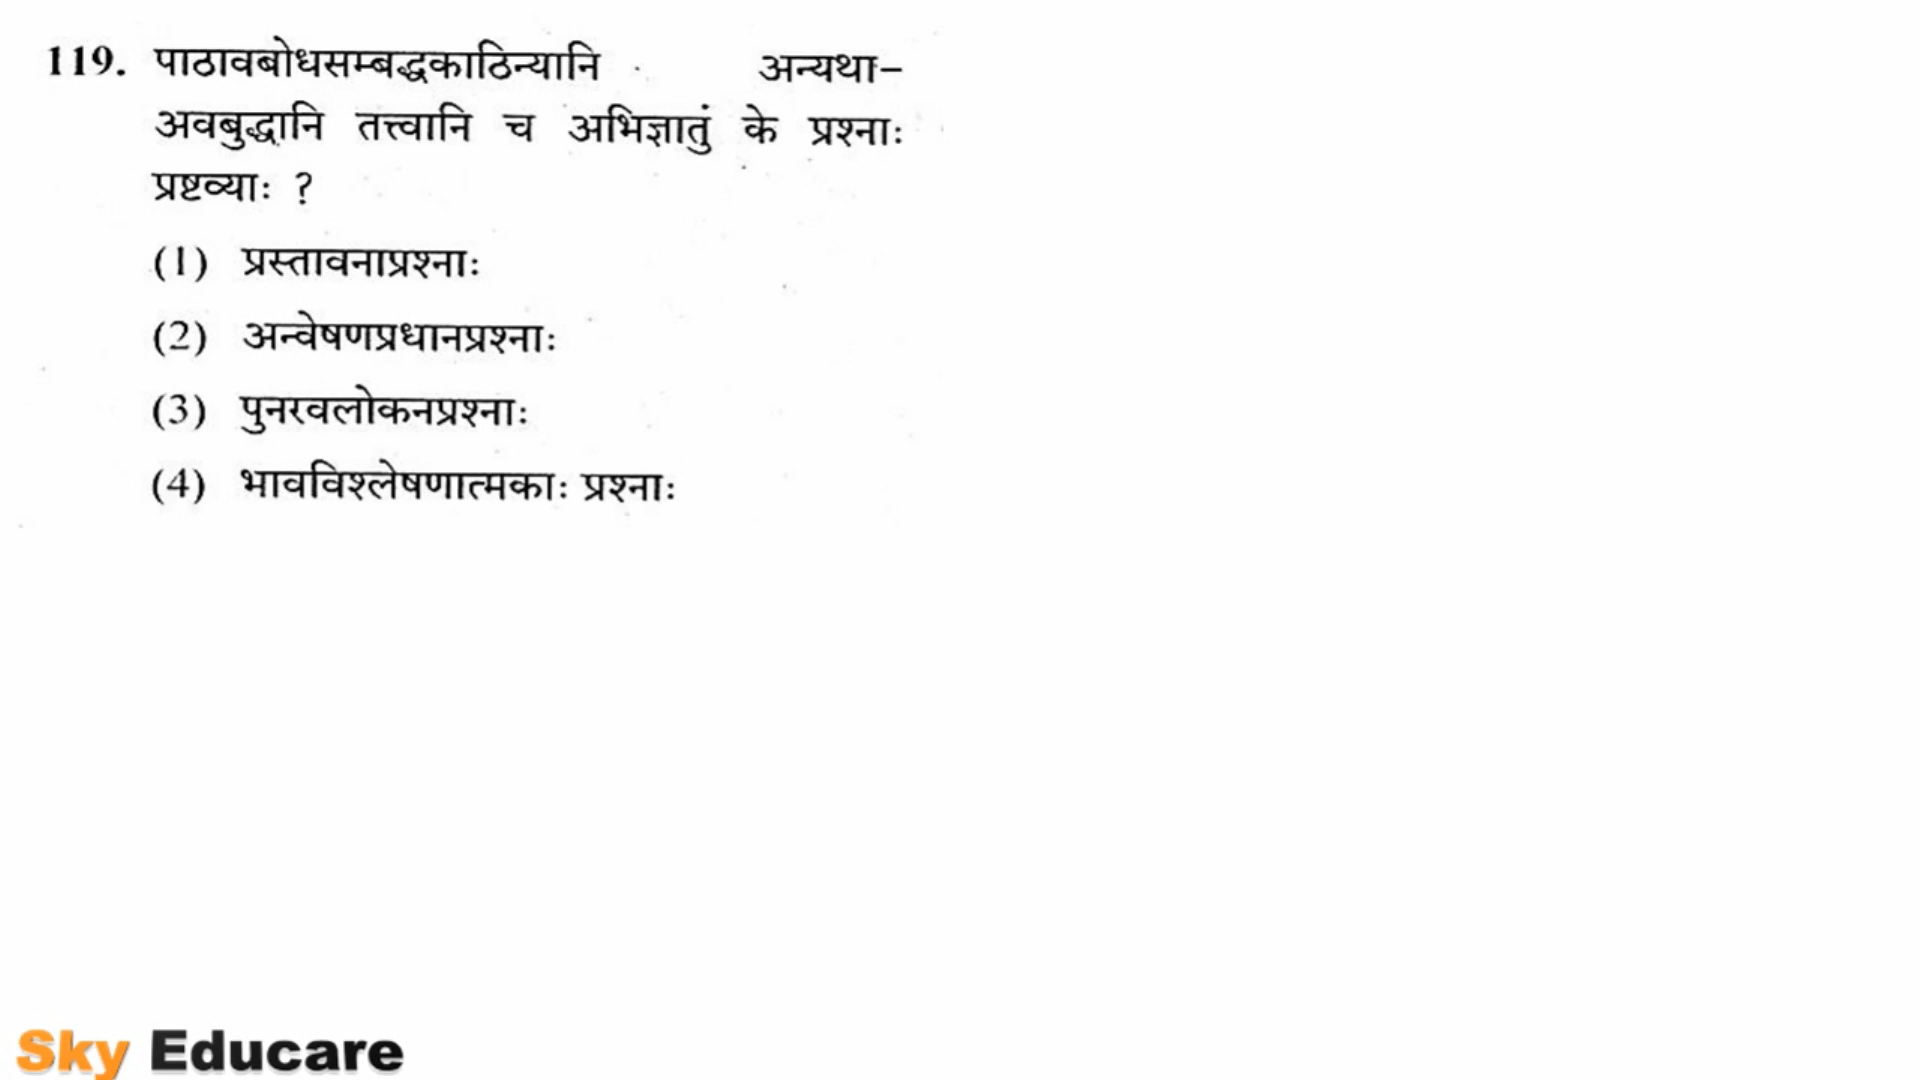 119. पाठावबोधसम्बद्धकाठिन्यानि अन्यथा–
अवबुद्धानि तत्त्वानि च अभिज्ञातुं के प्रश्नाः
प्रष्टव्याः ?
(1) प्रस्तावनाप्रश्नाः
(2) अन्वेषणप्रधानप्रश्नाः
(3) पुनरवलोकनप्रश्नाः
(4) भावविश्लेषणात्मकाः प्रश्नाः
Sky Educare